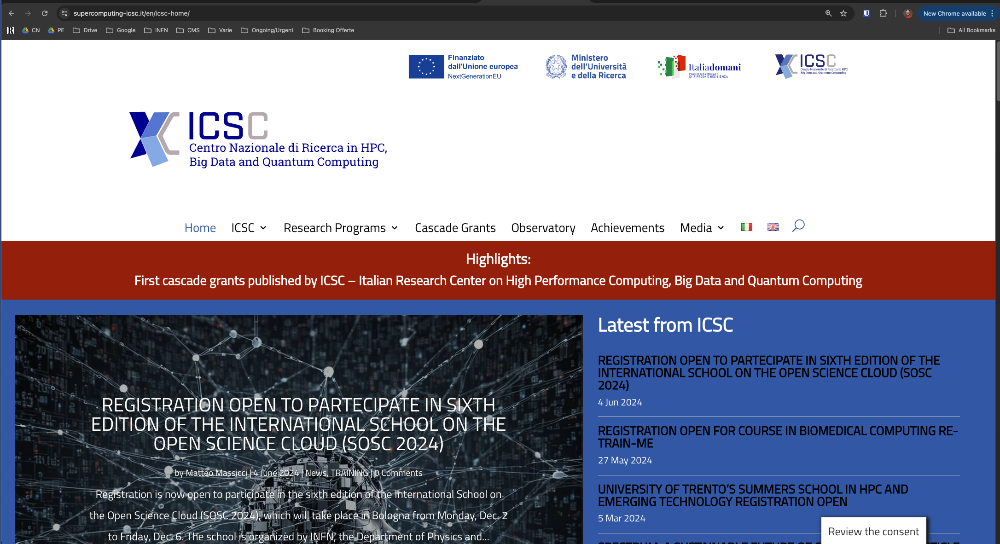 supercomputing-icsc.it/en/icsc-home/
New Chrome available
CN PE Drive Google INFN CMS Varie Ongoing/Urgent Booking Offerte All Bookmarks
Finanziato
dall'Unione europea
NextGenerationEU
Ministero
dell'Università
e della Ricerca
Italiadomani
PIANO NAZIONALE
DI RIPRESA E RESILIENZA
ICSC
Centro Nazionale di Ricerca in HPC,
Big Data and Quantum Computing
ICSC
Centro Nazionale di Ricerca in HPC,
Big Data and Quantum Computing
Home ICSC Research Programs Cascade Grants Observatory Achievements Media
Highlights:
First cascade grants published by ICSC – Italian Research Center on High Performance Computing, Big Data and Quantum Computing
REGISTRATION OPEN TO PARTECIPATE IN SIXTH
EDITION OF THE INTERNATIONAL SCHOOL ON THE
OPEN SCIENCE CLOUD (SOSC 2024)
by Matteo Massicci | 4 June 2024 | News, TRAINING | 0 Comments
Registration is now open to participate in the sixth edition of the International School on
the Open Science Cloud (SOSC 2024), which will take place in Bologna from Monday, Dec. 2
to Friday, Dec. 6. The school is organized by INFN, the Department of Physics and...
Latest from ICSC
REGISTRATION OPEN TO PARTECIPATE IN SIXTH EDITION OF THE
INTERNATIONAL SCHOOL ON THE OPEN SCIENCE CLOUD (SOSC
2024)
4 Jun 2024
REGISTRATION OPEN FOR COURSE IN BIOMEDICAL COMPUTING RE-
TRAIN-ME
27 May 2024
UNIVERSITY OF TRENTO'S SUMMERS SCHOOL IN HPC AND
EMERGING TECHNOLOGY REGISTRATION OPEN
5 Mar 2024
Review the consent